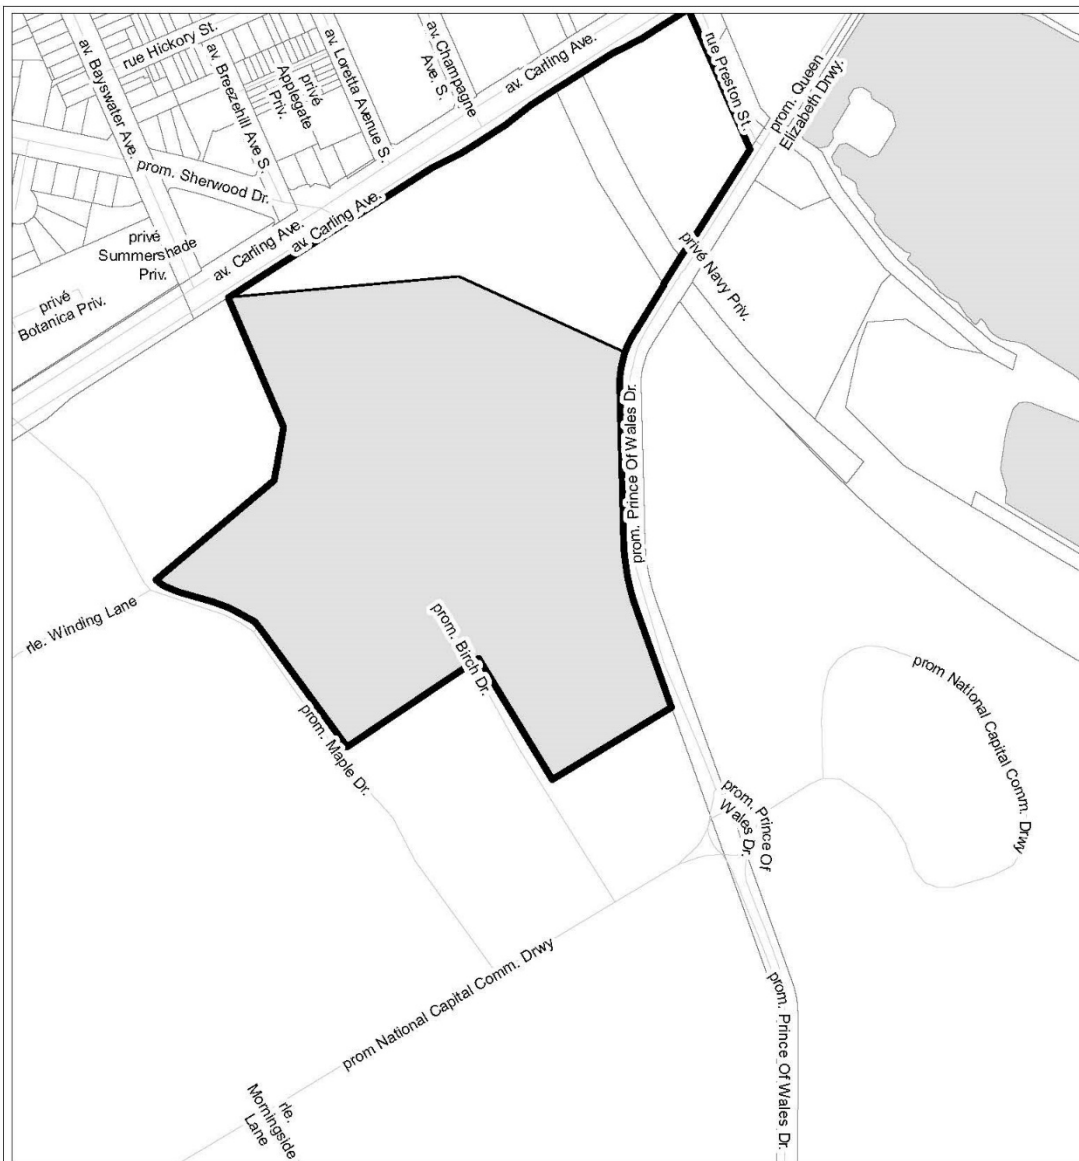 rue Hickory St.
av. Bayswater Ave.
av. Breezehill Ave S.
privé
Applegate
Priv.
av. Loretta Avenue S.
av. Champagne
Ave. S.
av. Carling Ave.
rue Preston St.
prom. Queen
Elizabeth Drwy.
prom. Sherwood Dr.
privé
Summershade
Priv.
av. Carling Ave.
av. Carling Ave.
privé
Botanica Priv.
privé Navy Priv.
prom. Prince Of Wales Dr.
rle. Winding Lane
prom. Birch Dr.
prom. Maple Dr.
prom National Capital Comm. Drwy
prom. Prince Of
Wales Dr.
prom National Capital Comm. Drwy
prom. Prince Of Wales Dr.
rle.
Morningside
Lane